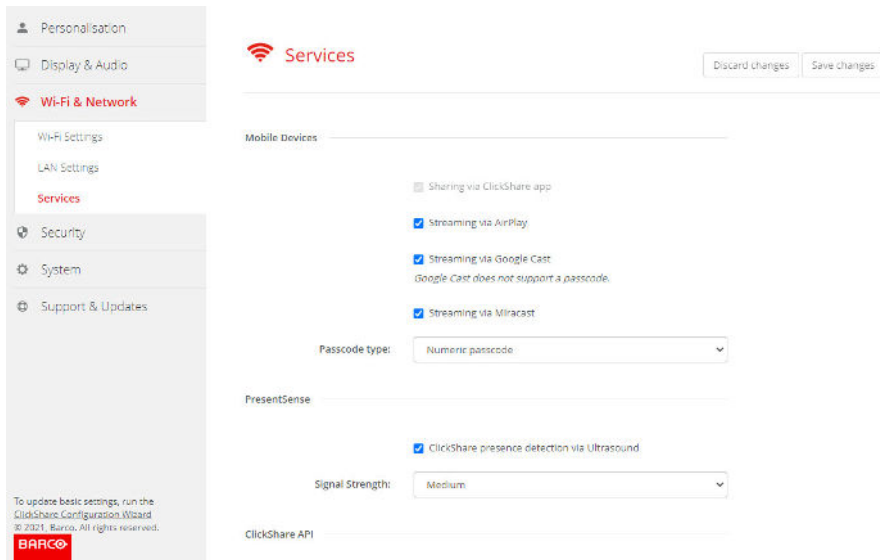 Personalisation
Display & Audio
Wi-Fi & Network
Wi-Fi Settings
LAN Settings
Services
Security
System
Support & Updates
To update basic settings, run the
ClickShare Configuration Wizard
© 2021, Barco. All rights reserved.
BARCO
Services
Discard changes
Save changes
Mobile Devices
Sharing via ClickShare app
Streaming via AirPlay
Streaming via Google Cast
Google Cast does not support a passcode.
Streaming via Miracast
Passcode type:
Numeric passcode
PresentSense
ClickShare presence detection via Ultrasound
Signal Strength:
Medium
ClickShare API